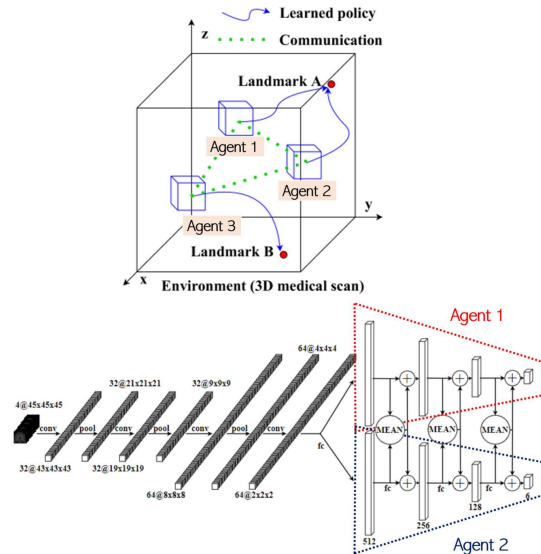 Learned policy
Communication
z
Landmark A
Agent 1
Agent 2
Agent 3
y
Landmark B
x
Environment (3D medical scan)
Agent 1
64@4x4x4
32@21x21x21
32@9x9x9
4@45x45x45
conv
pool
conv
pool
conv
pool
conv
fc
MEAN
MEAN
MEAN
32@43x43x43
32@19x19x19
64@8x8x8
64@2x2x2
fc
fc
fc
512
256
128
6
Agent 2